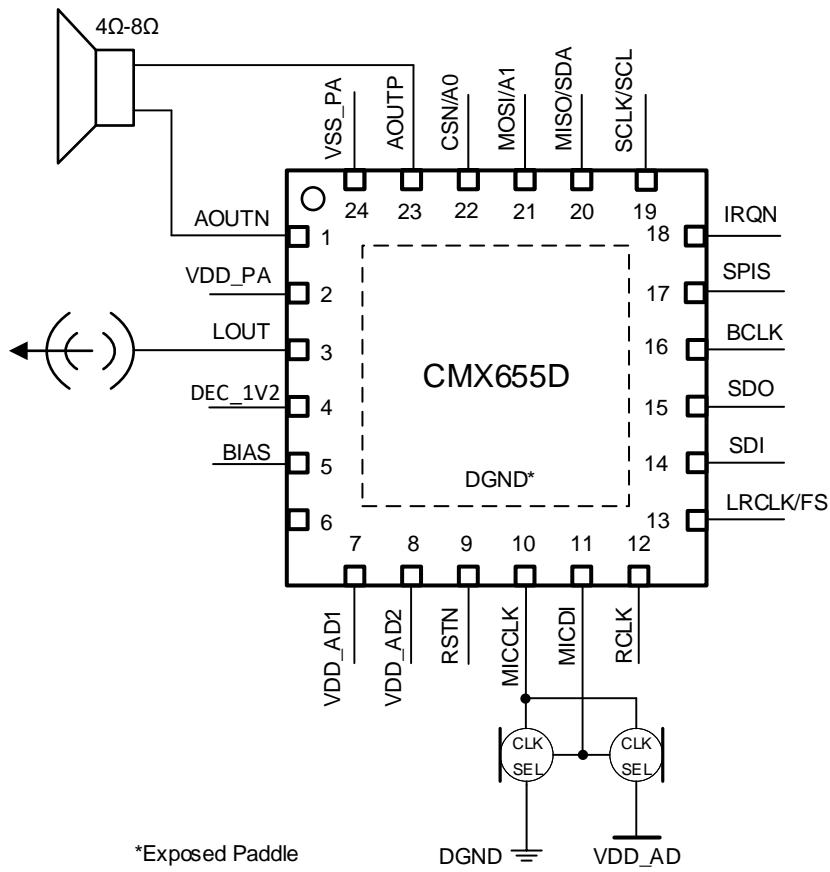 4Ω-8Ω
VSS_PA
AOUTP
CSN/A0
MOSI/A1
MISO/SDA
SCLK/SCL
24
23
22
21
20
19
AOUTN
1
18
IRQN
VDD_PA
2
17
SPIS
LOUT
3
16
BCLK
CMX655D
DEC_1V2
4
15
SDO
BIAS
5
14
SDI
DGND*
6
13
LRCLK/FS
7
8
9
10
11
12
VDD_AD1
VDD_AD2
RSTN
MICCLK
MICDI
RCLK
CLK
SEL
CLK
SEL
*Exposed Paddle
DGND
VDD_AD